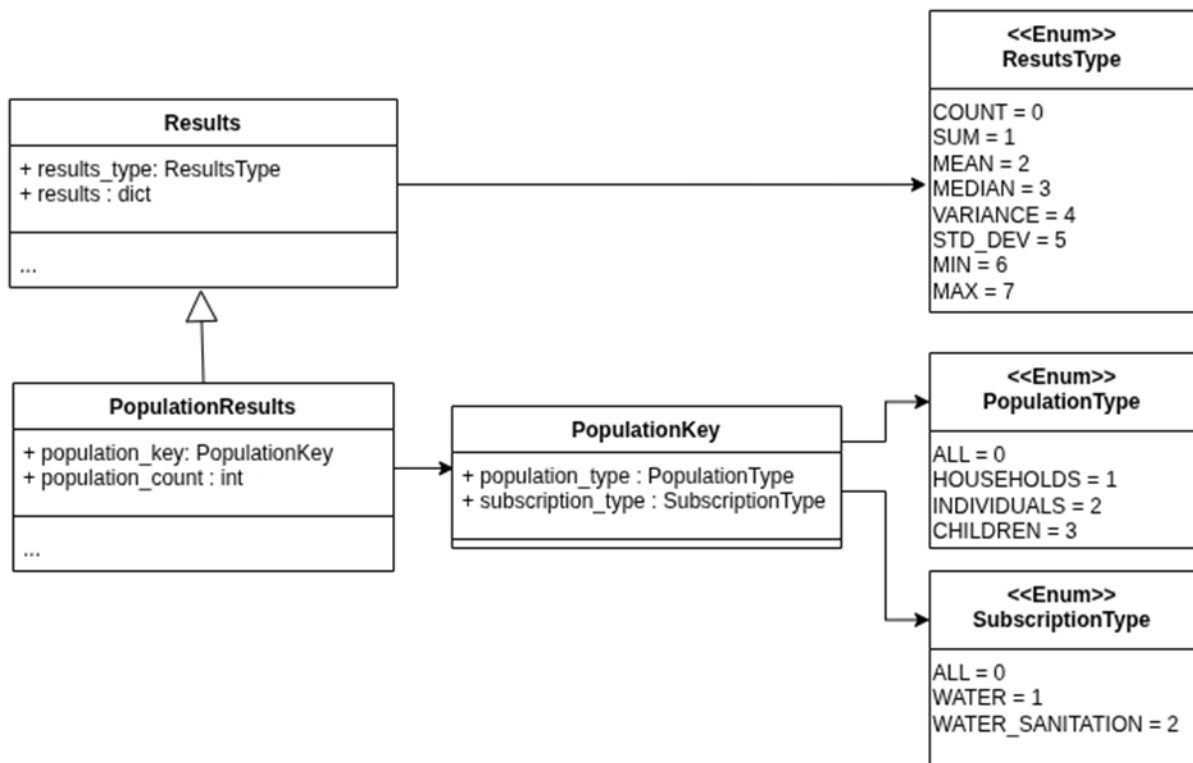 <<Enum>>
ResutsType
COUNT = 0
SUM = 1
MEAN = 2
MEDIAN = 3
VARIANCE = 4
STD_DEV = 5
MIN = 6
MAX = 7
Results
+ results_type: ResultsType
+ results : dict
...
PopulationResults
+ population_key: PopulationKey
+ population_count : int
...
PopulationKey
+ population_type : PopulationType
+ subscription_type : SubscriptionType
<<Enum>>
PopulationType
ALL = 0
HOUSEHOLDS = 1
INDIVIDUALS = 2
CHILDREN = 3
<<Enum>>
SubscriptionType
ALL = 0
WATER = 1
WATER_SANITATION = 2